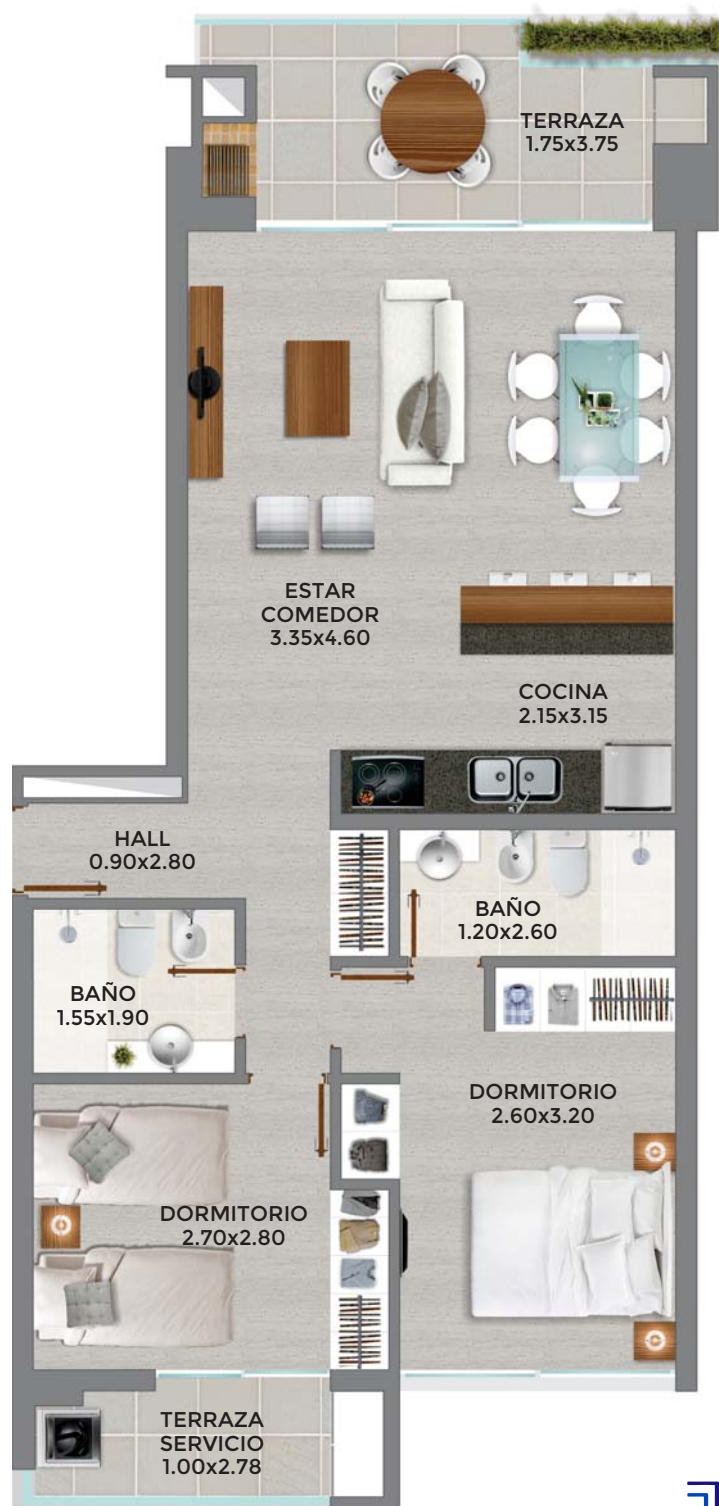 TERRAZA
1.75x3.75
ESTAR
COMEDOR
3.35x4.60
COCINA
2.15x3.15
HALL
0.90x2.80
BAÑO
1.20x2.60
BAÑO
1.55x1.90
DORMITORIO
2.60x3.20
DORMITORIO
2.70x2.80
TERRAZA
SERVICIO
1.00x2.78